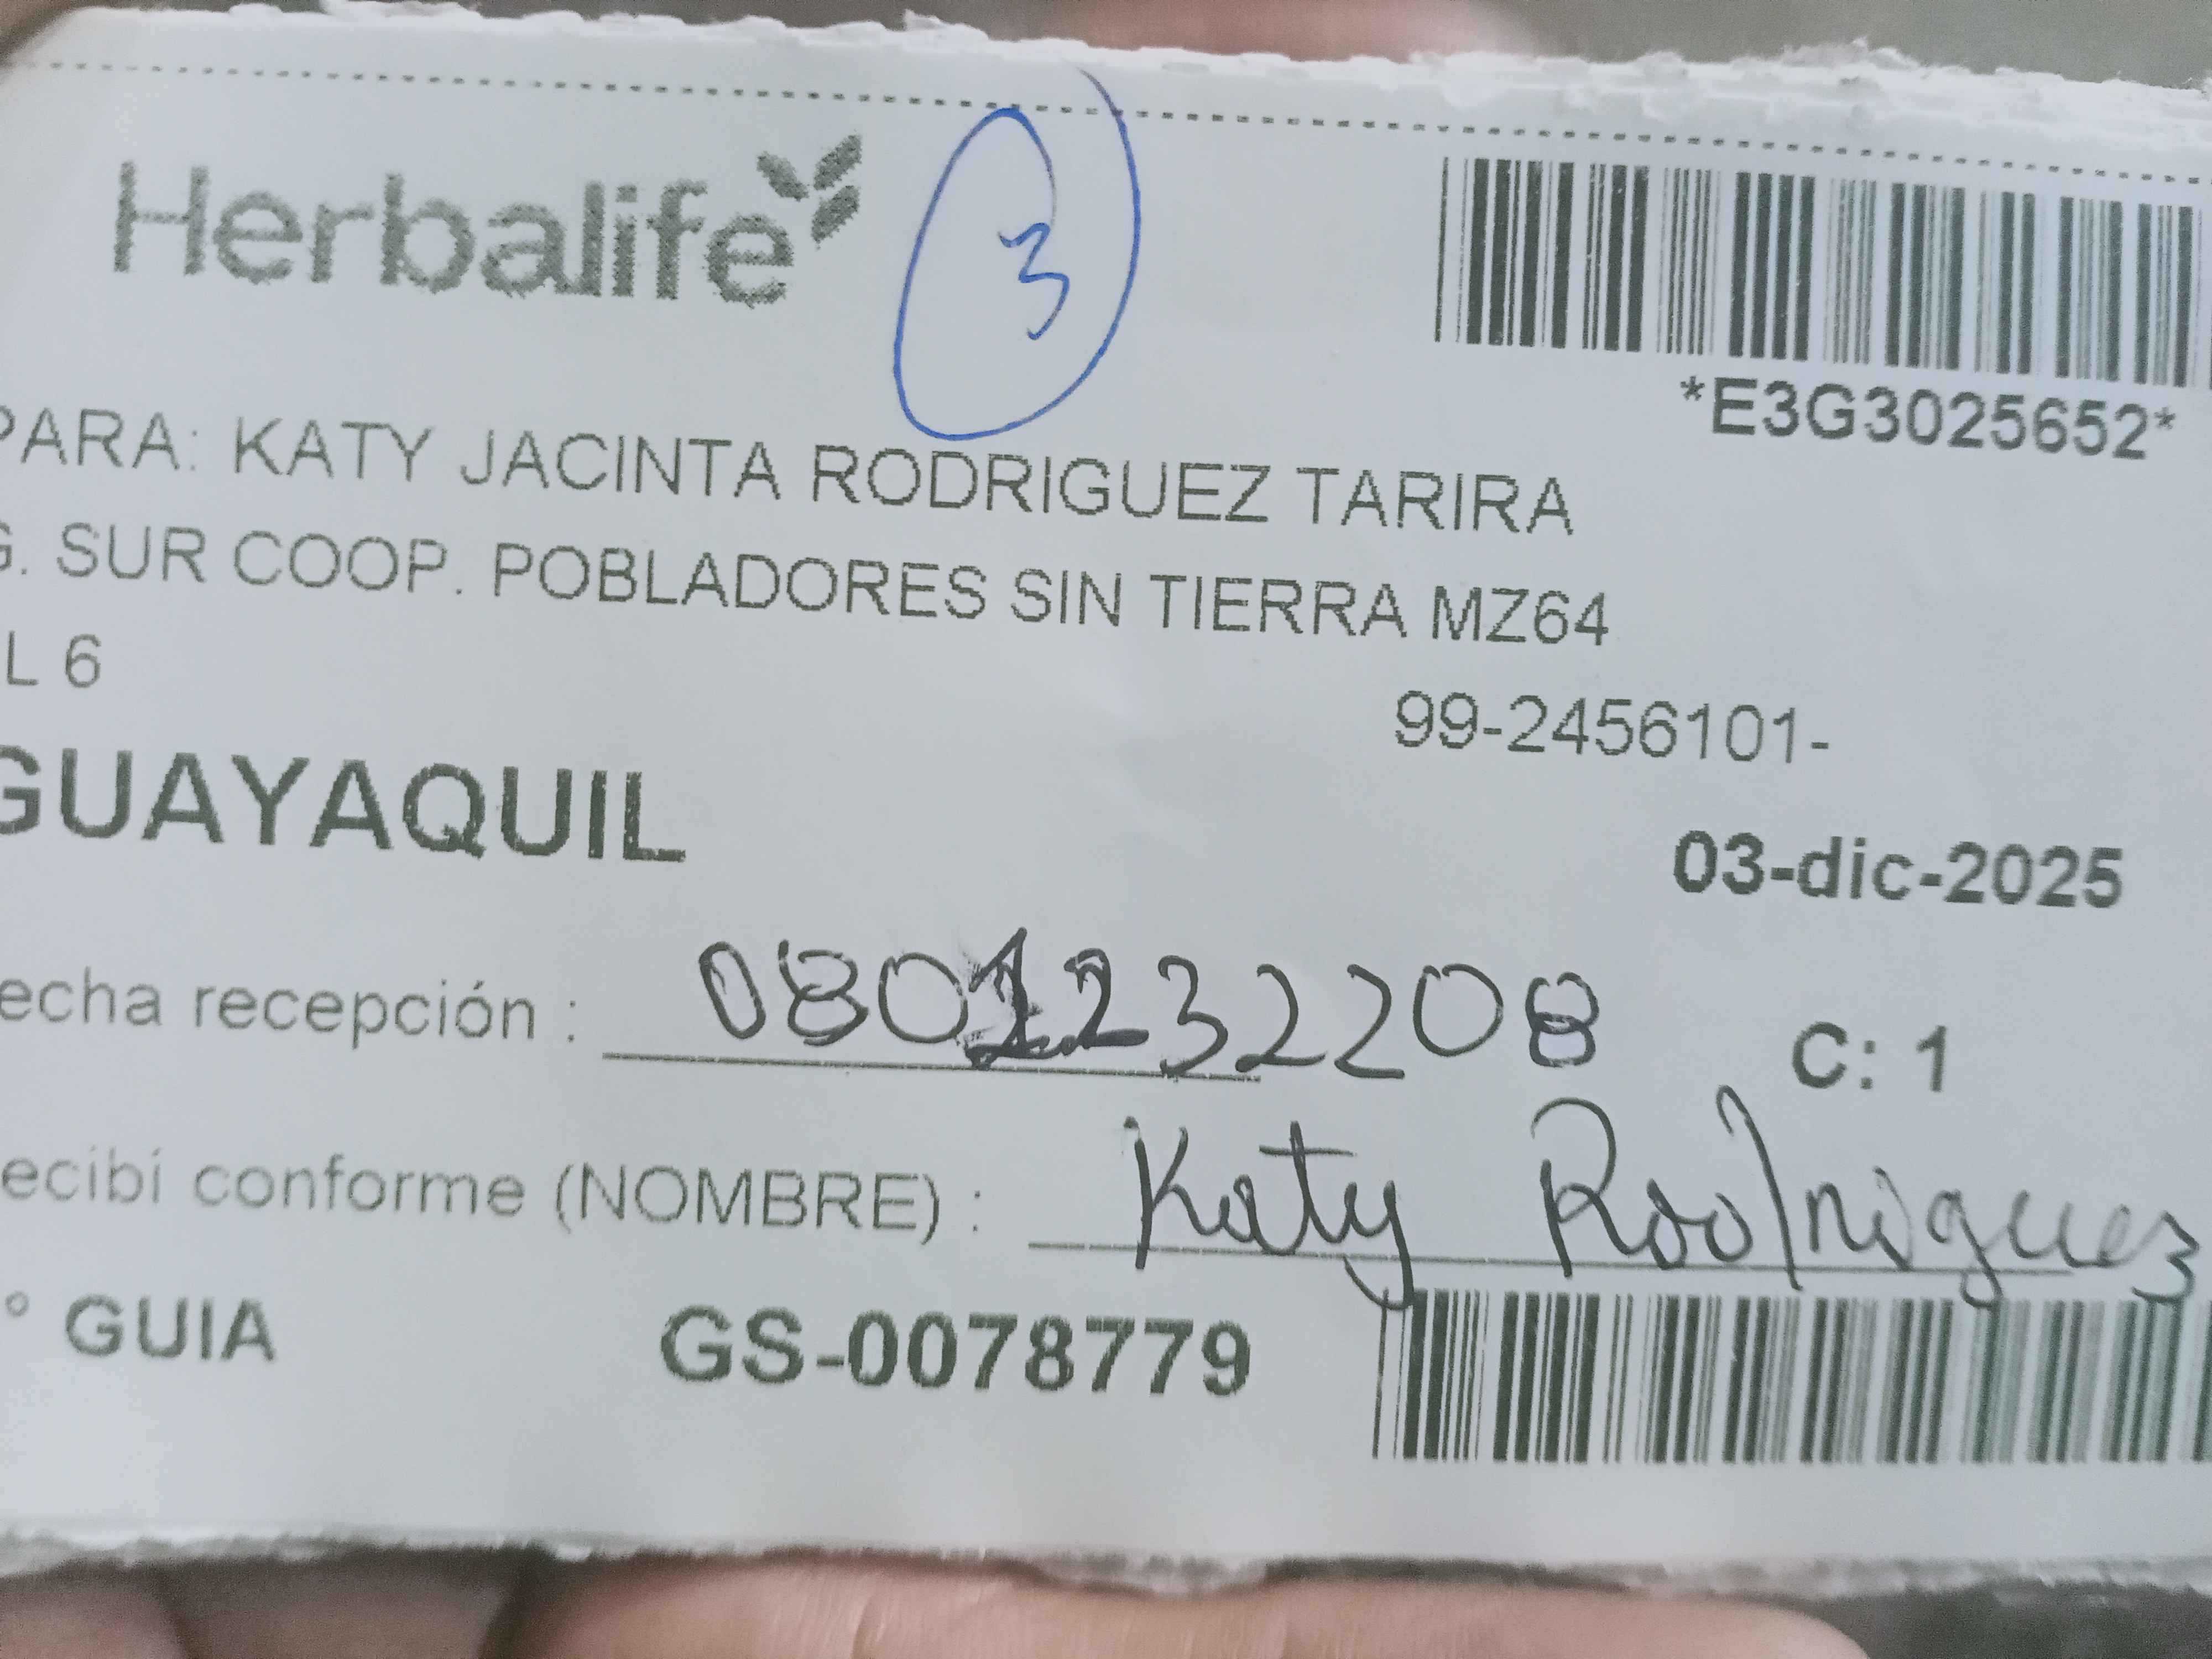 Herbalife
3
*E3G3025652*
PARA: KATY JACINTA RODRIGUEZ TARIRA
G. SUR COOP. POBLADORES SIN TIERRA MZ64
L 6
99-2456101-
GUAYAQUIL
03-dic-2025
echa recepción : 0801232208
C: 1
ecibí conforme (NOMBRE) : Katy Rodriguez
° GUIA GS-0078779